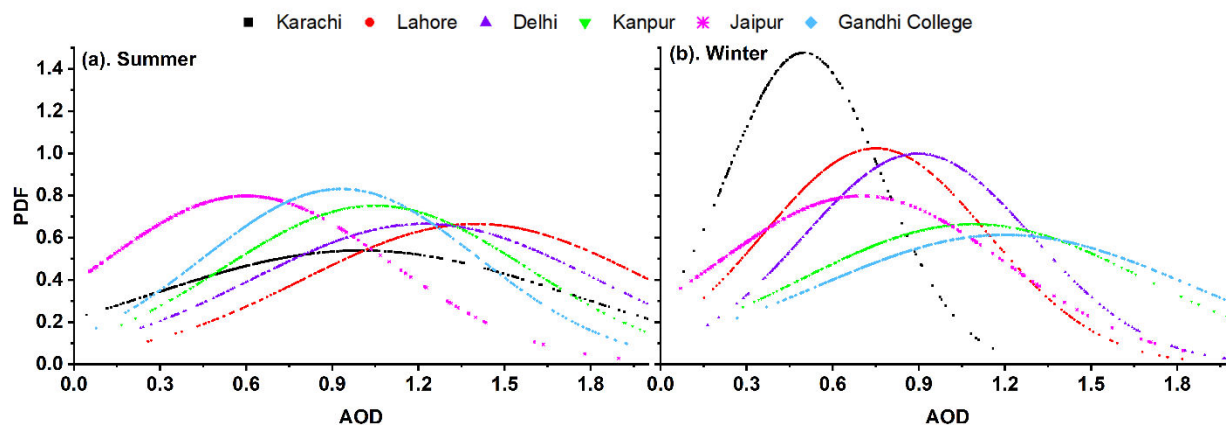 Karachi Lahore Delhi Kanpur Jaipur Gandhi College
(a). Summer
(b). Winter
PDF
1.4
1.2
1.0
0.8
0.6
0.4
0.2
0.0
0.0 0.3 0.6 0.9 1.2 1.5 1.8
0.0 0.3 0.6 0.9 1.2 1.5 1.8
AOD
AOD